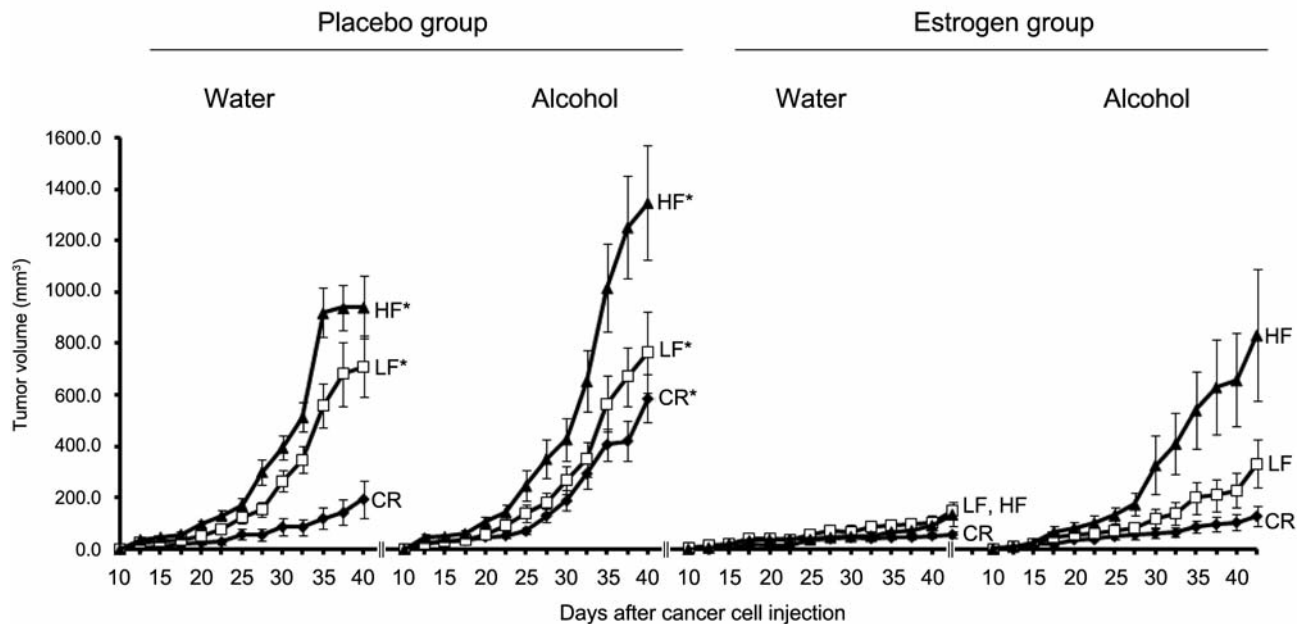 Placebo group Estrogen group
Water Alcohol Water Alcohol
Tumor volume (mm³)
1600.0
1400.0
1200.0
1000.0
800.0
600.0
400.0
200.0
0.0
HF*
LF*
CR
HF*
LF*
CR*
LF, HF
CR
HF
LF
CR
10 15 20 25 30 35 40 10 15 20 25 30 35 40 10 15 20 25 30 35 40 10 15 20 25 30 35 40
Days after cancer cell injection